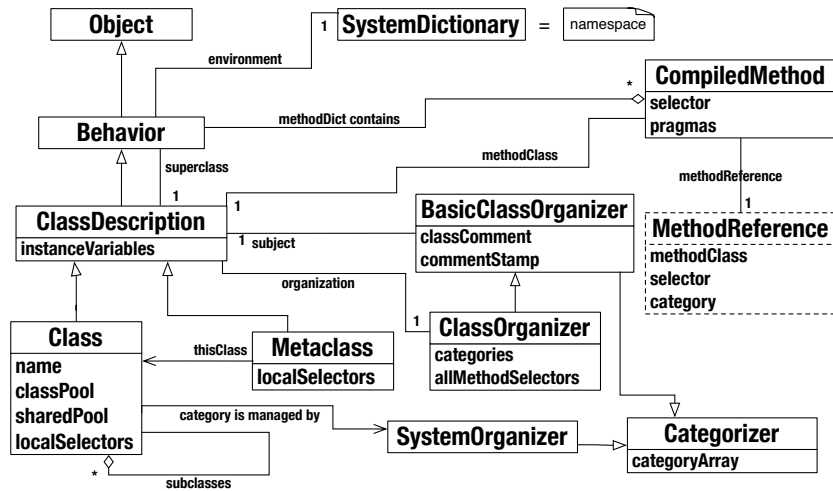 Object
1
SystemDictionary
=
namespace
environment
CompiledMethod
selector
pragmas
*
Behavior
methodDict contains
superclass
methodClass
methodReference
1
1
1
ClassDescription
instanceVariables
1
subject
BasicClassOrganizer
classComment
commentStamp
MethodReference
methodClass
selector
category
organization
1
ClassOrganizer
categories
allMethodSelectors
Class
name
classPool
sharedPool
localSelectors
thisClass
Metaclass
localSelectors
category is managed by
SystemOrganizer
Categorizer
categoryArray
*
subclasses